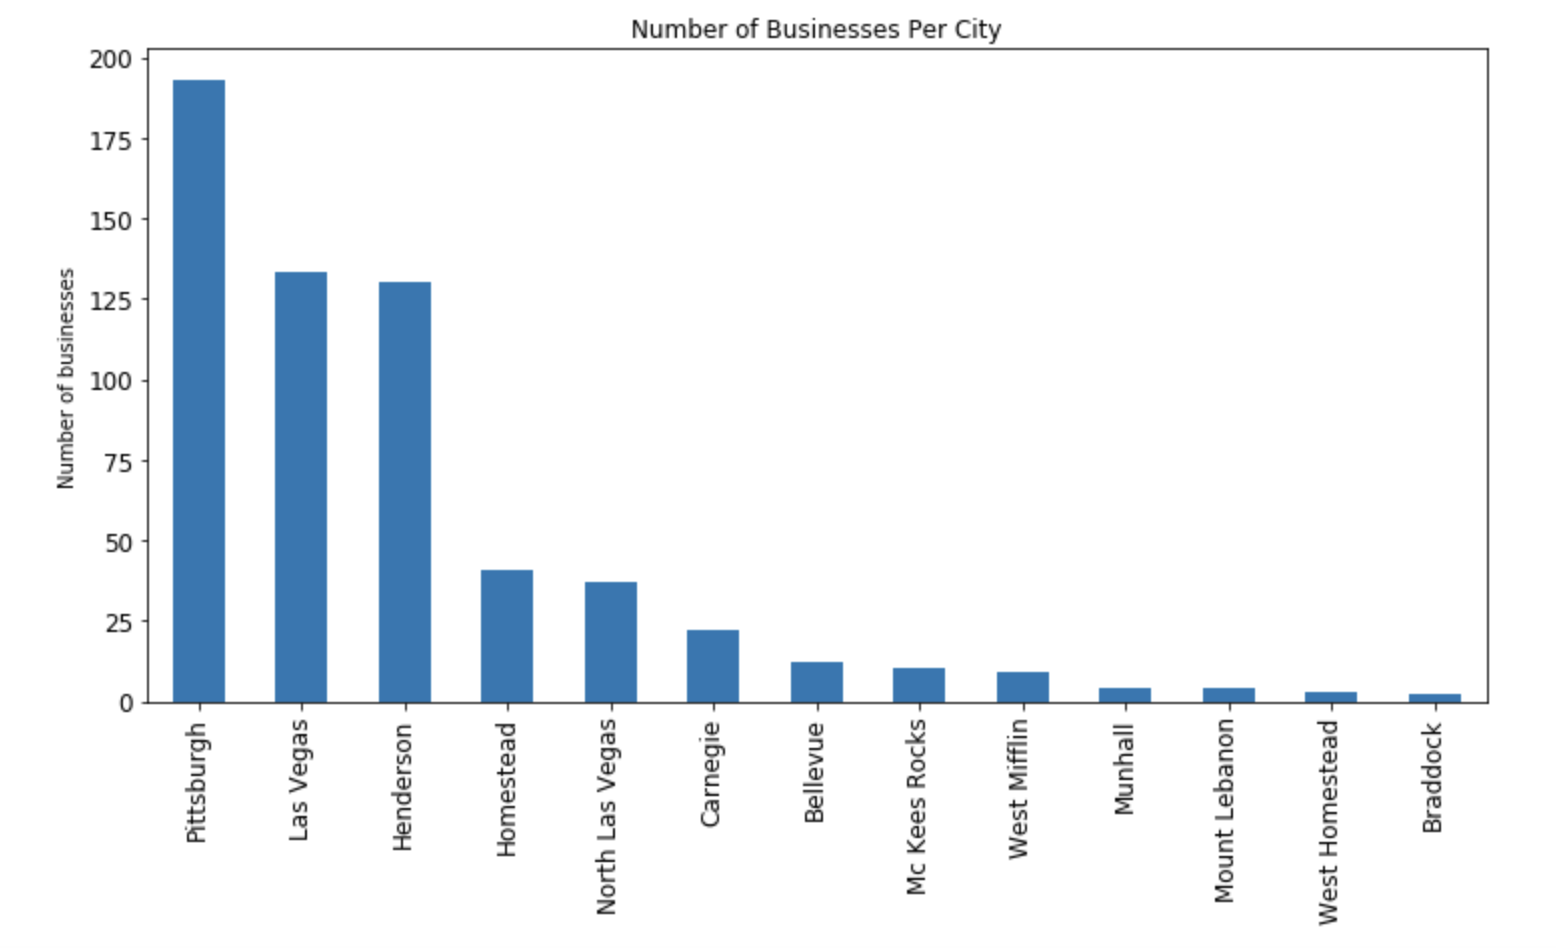 Number of Businesses Per City
200
175
150
125
100
75
50
25
0
Number of businesses
Pittsburgh
Las Vegas
Henderson
Homestead
North Las Vegas
Carnegie
Bellevue
Mc Kees Rocks
West Mifflin
Munhall
Mount Lebanon
West Homestead
Braddock